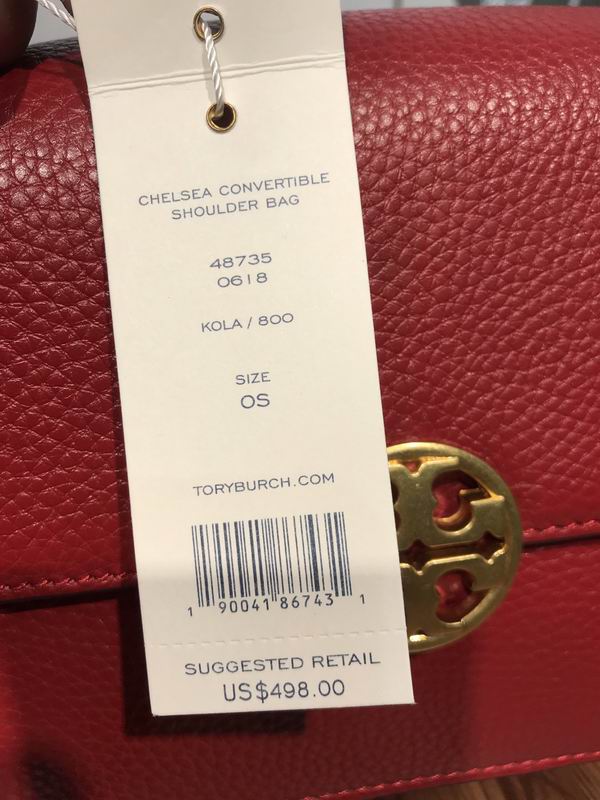 CHELSEA CONVERTIBLE
SHOULDER BAG
48735
0618
KOLA / 800
SIZE
OS
TORYBURCH.COM
1 90041 86743 1
SUGGESTED RETAIL
US$498.00